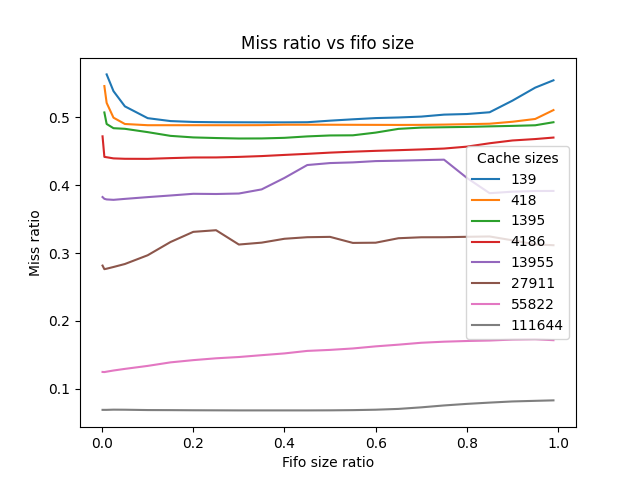 Miss ratio vs fifo size
Miss ratio
0.5
0.4
0.3
0.2
0.1
Cache sizes
139
418
1395
4186
13955
27911
55822
111644
0.0 0.2 0.4 0.6 0.8 1.0
Fifo size ratio